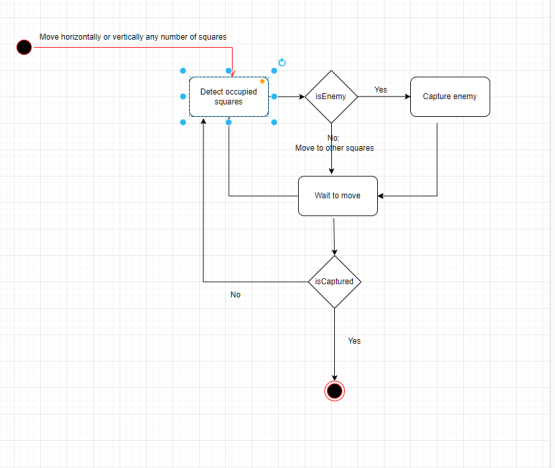 Move horizontally or vertically any number of squares
Detect occupied
squares
isEnemy
Yes
Capture enemy
No:
Move to other squares
Wait to move
isCaptured
No
Yes